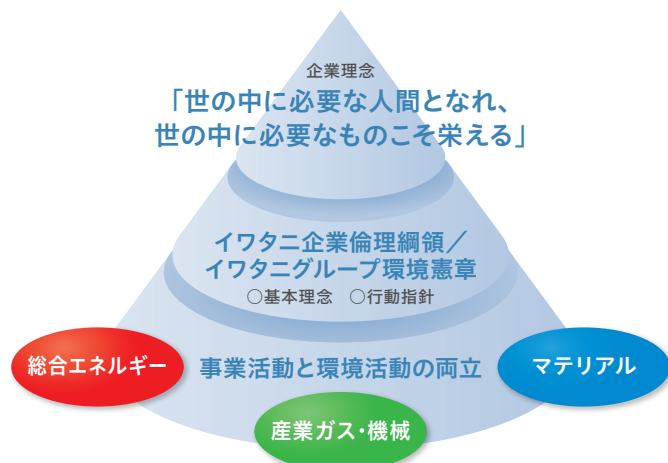 企業理念
「世の中に必要な人間となれ、
世の中に必要なものこそ栄える」
イワタニ企業倫理綱領／
イワタニグループ環境憲章
○基本理念　○行動指針
総合エネルギー
事業活動と環境活動の両立
マテリアル
産業ガス・機械